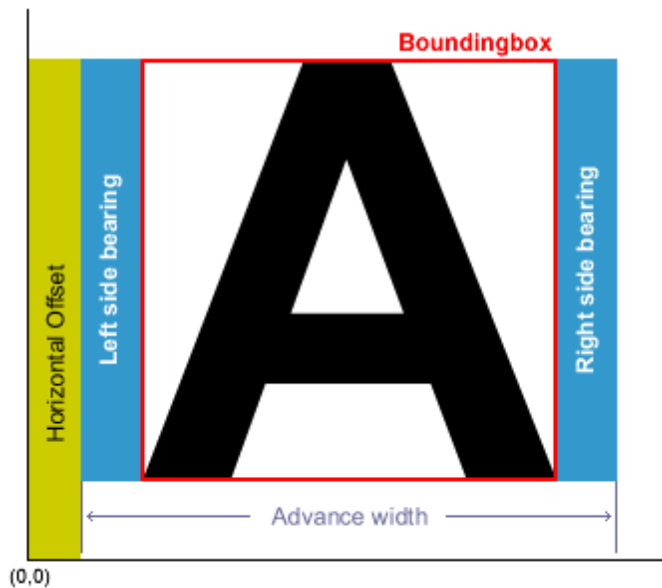 Boundingbox
A
Horizontal Offset
Left side bearing
Right side bearing
Advance width
(0,0)